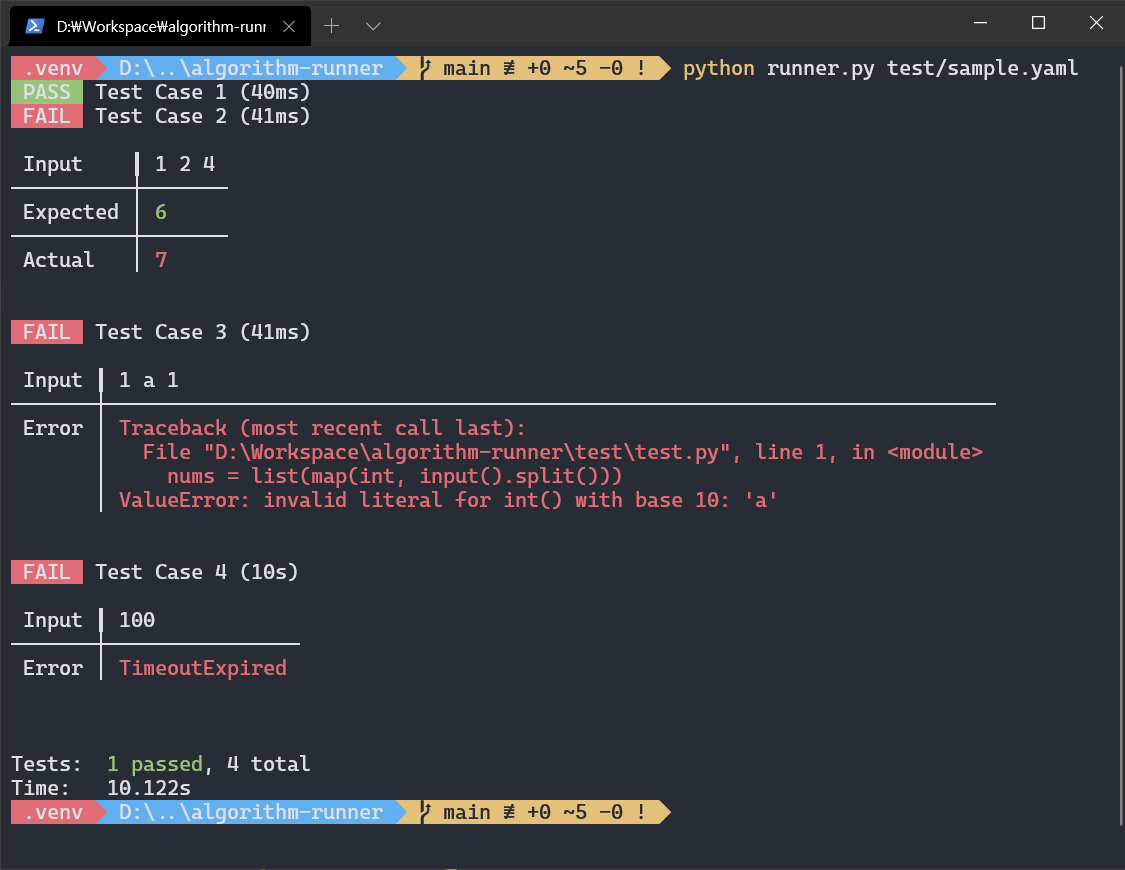 D:₩Workspace₩algorithm-runr
.venv D:\..\algorithm-runner main ≢ +0 ~5 -0 ! python runner.py test/sample.yaml
PASS Test Case 1 (40ms)
FAIL Test Case 2 (41ms)
Input 1 2 4
Expected 6
Actual 7
FAIL Test Case 3 (41ms)
Input 1 a 1
Error Traceback (most recent call last):
File "D:\Workspace\algorithm-runner\test\test.py", line 1, in <module>
nums = list(map(int, input().split()))
ValueError: invalid literal for int() with base 10: 'a'
FAIL Test Case 4 (10s)
Input 100
Error TimeoutExpired
Tests: 1 passed, 4 total
Time: 10.122s
.venv D:\..\algorithm-runner main ≢ +0 ~5 -0 !